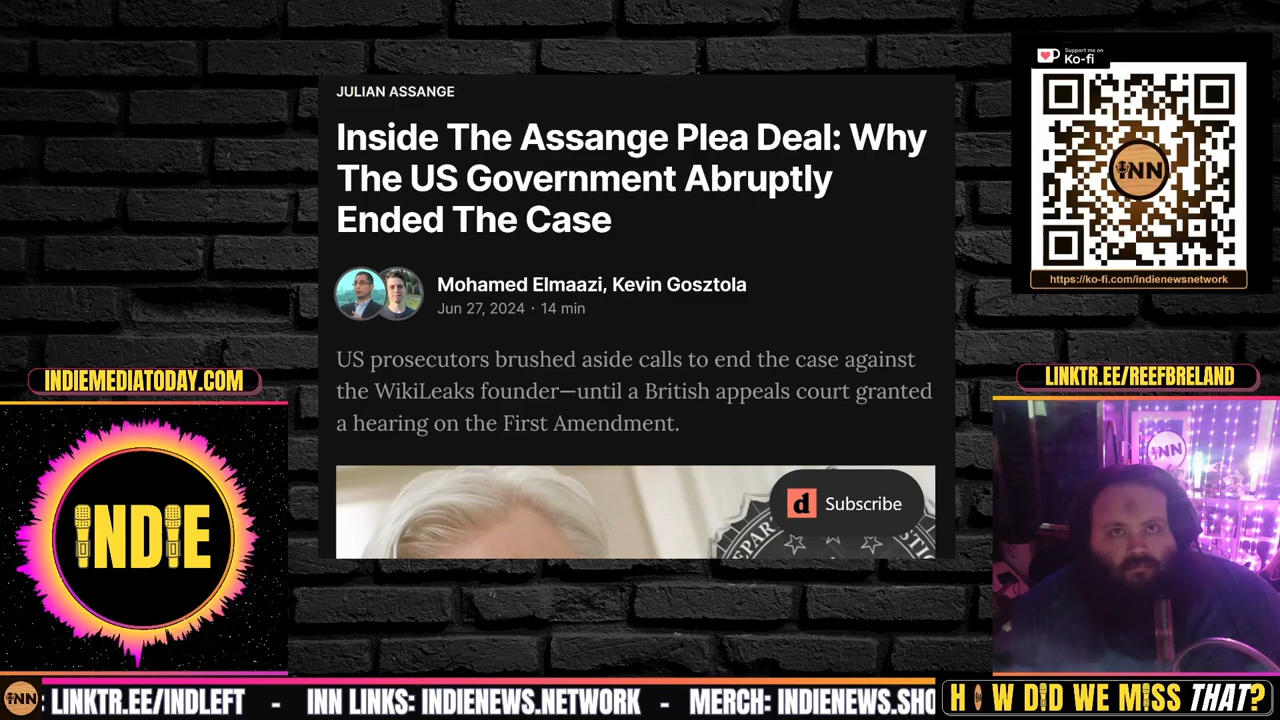 JULIAN ASSANGE
Inside The Assange Plea Deal: Why
The US Government Abruptly
Ended The Case
Mohamed Elmaazi, Kevin Gosztola
Jun 27, 2024 · 14 min
US prosecutors brushed aside calls to end the case against
the WikiLeaks founder—until a British appeals court granted
a hearing on the First Amendment.
d Subscribe
EPAR
STIC
Support me on
Ko-fi
INN
https://ko-fi.com/indienewsnetwork
INDIEMEDIATODAY.COM
INDIE
LINKTR.EE/REEFBRELAND
INN
INN
: LINKTR.EE/INDLEFT - INN LINKS: INDIENEWS.NETWORK - MERCH: INDIENEWS.SHO
HOW DID WE MISS THAT?